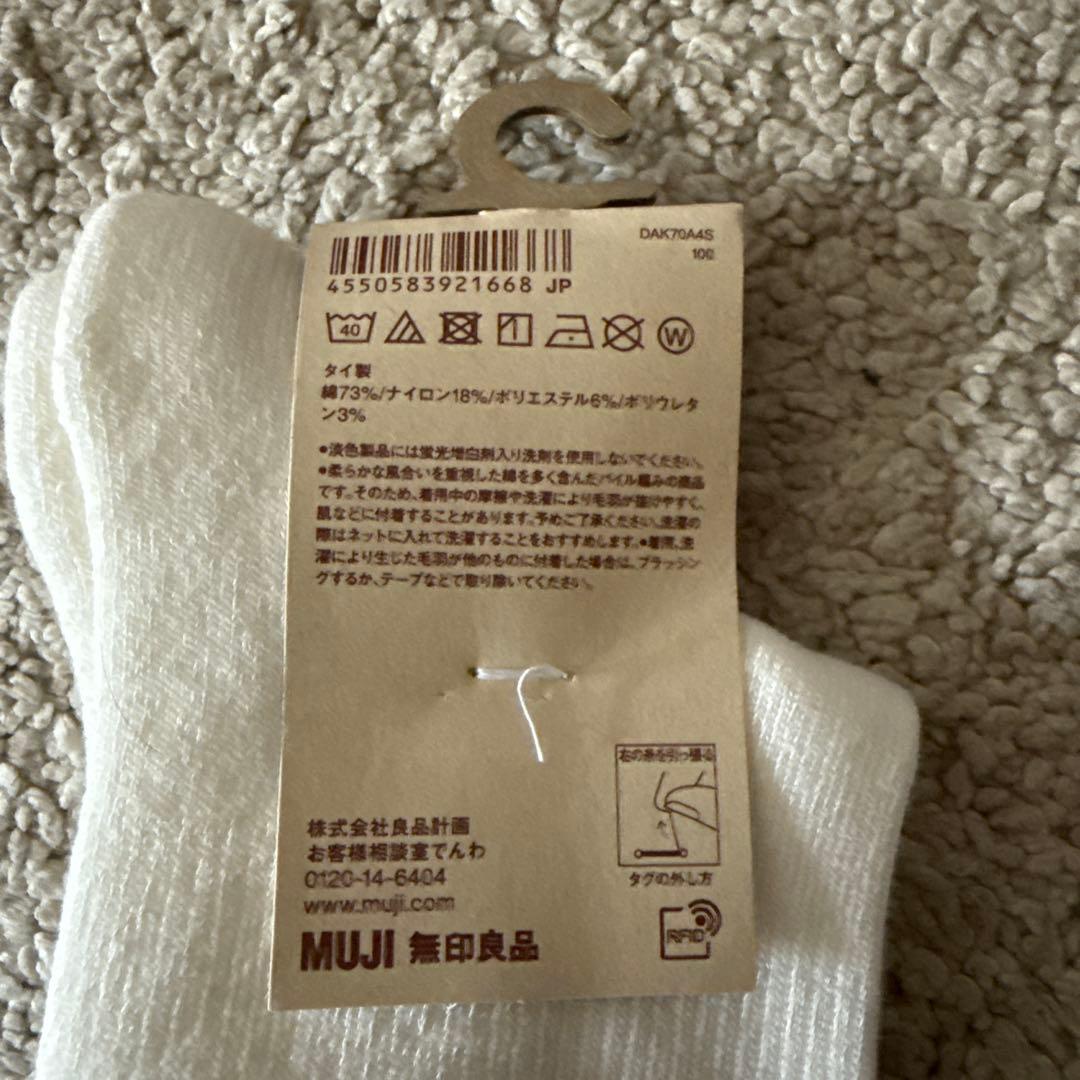 DAK70A4S
4550583921668 JP
40
W
タイ製
綿73%/ナイロン18%/ポリエステル6%/ポリウレタ
ン3%
•淡色製品には蛍光増白剤入り洗剤を使用しないでください。
•柔らかな風合いを重視した綿を多く含んだパイル編みの商品
です。そのため、着用中の摩擦や洗濯により毛羽が抜けやすく、
肌などに付着することがあります。予めご了承ください。洗濯の
際はネットに入れて洗濯することをおすすめします。•着用、洗
濯により生じた毛羽が他のものに付着した場合は、ブラッシン
グするか、テープなどで取り除いてください。
右の糸を引っ張る
タグの外し方
株式会社良品計画
お客様相談室でんわ
0120-14-6404
www.muji.com
MUJI 無印良品
RFID